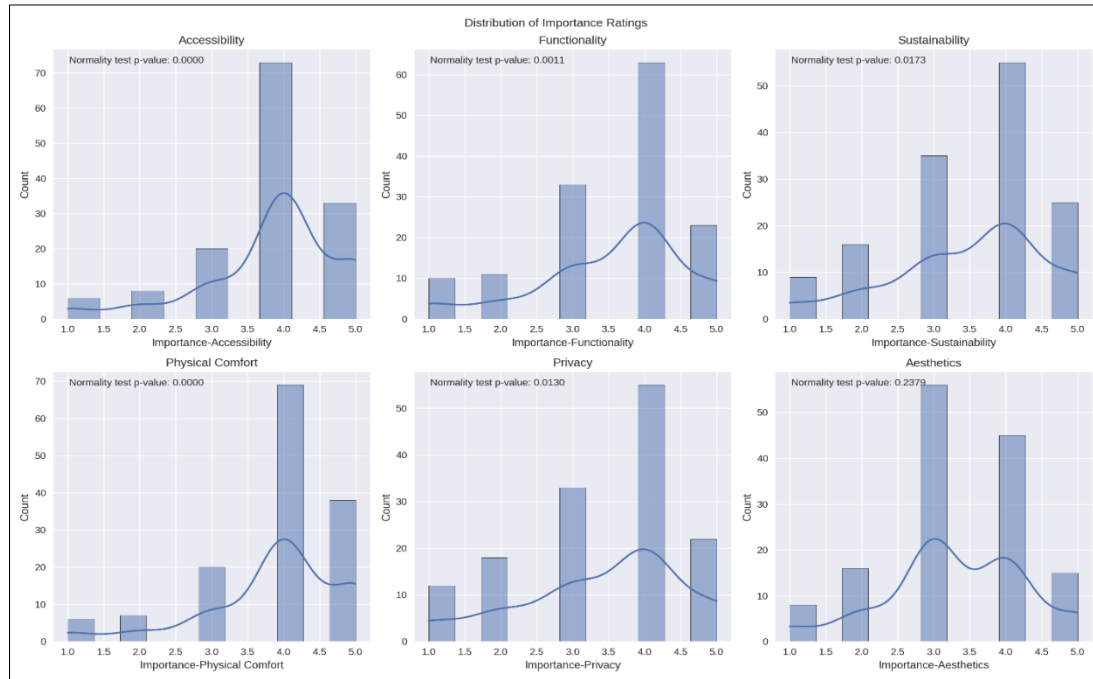 Distribution of Importance Ratings
Accessibility
Normality test p-value: 0.0000
Count
70
60
50
40
30
20
10
0
1.0 1.5 2.0 2.5 3.0 3.5 4.0 4.5 5.0
Importance-Accessibility
Functionality
Normality test p-value: 0.0011
Count
60
50
40
30
20
10
0
1.0 1.5 2.0 2.5 3.0 3.5 4.0 4.5 5.0
Importance-Functionality
Sustainability
Normality test p-value: 0.0173
Count
50
40
30
20
10
0
1.0 1.5 2.0 2.5 3.0 3.5 4.0 4.5 5.0
Importance-Sustainability
Physical Comfort
Normality test p-value: 0.0000
Count
70
60
50
40
30
20
10
0
1.0 1.5 2.0 2.5 3.0 3.5 4.0 4.5 5.0
Importance-Physical Comfort
Privacy
Normality test p-value: 0.0130
Count
50
40
30
20
10
0
1.0 1.5 2.0 2.5 3.0 3.5 4.0 4.5 5.0
Importance-Privacy
Aesthetics
Normality test p-value: 0.2379
Count
50
40
30
20
10
0
1.0 1.5 2.0 2.5 3.0 3.5 4.0 4.5 5.0
Importance-Aesthetics